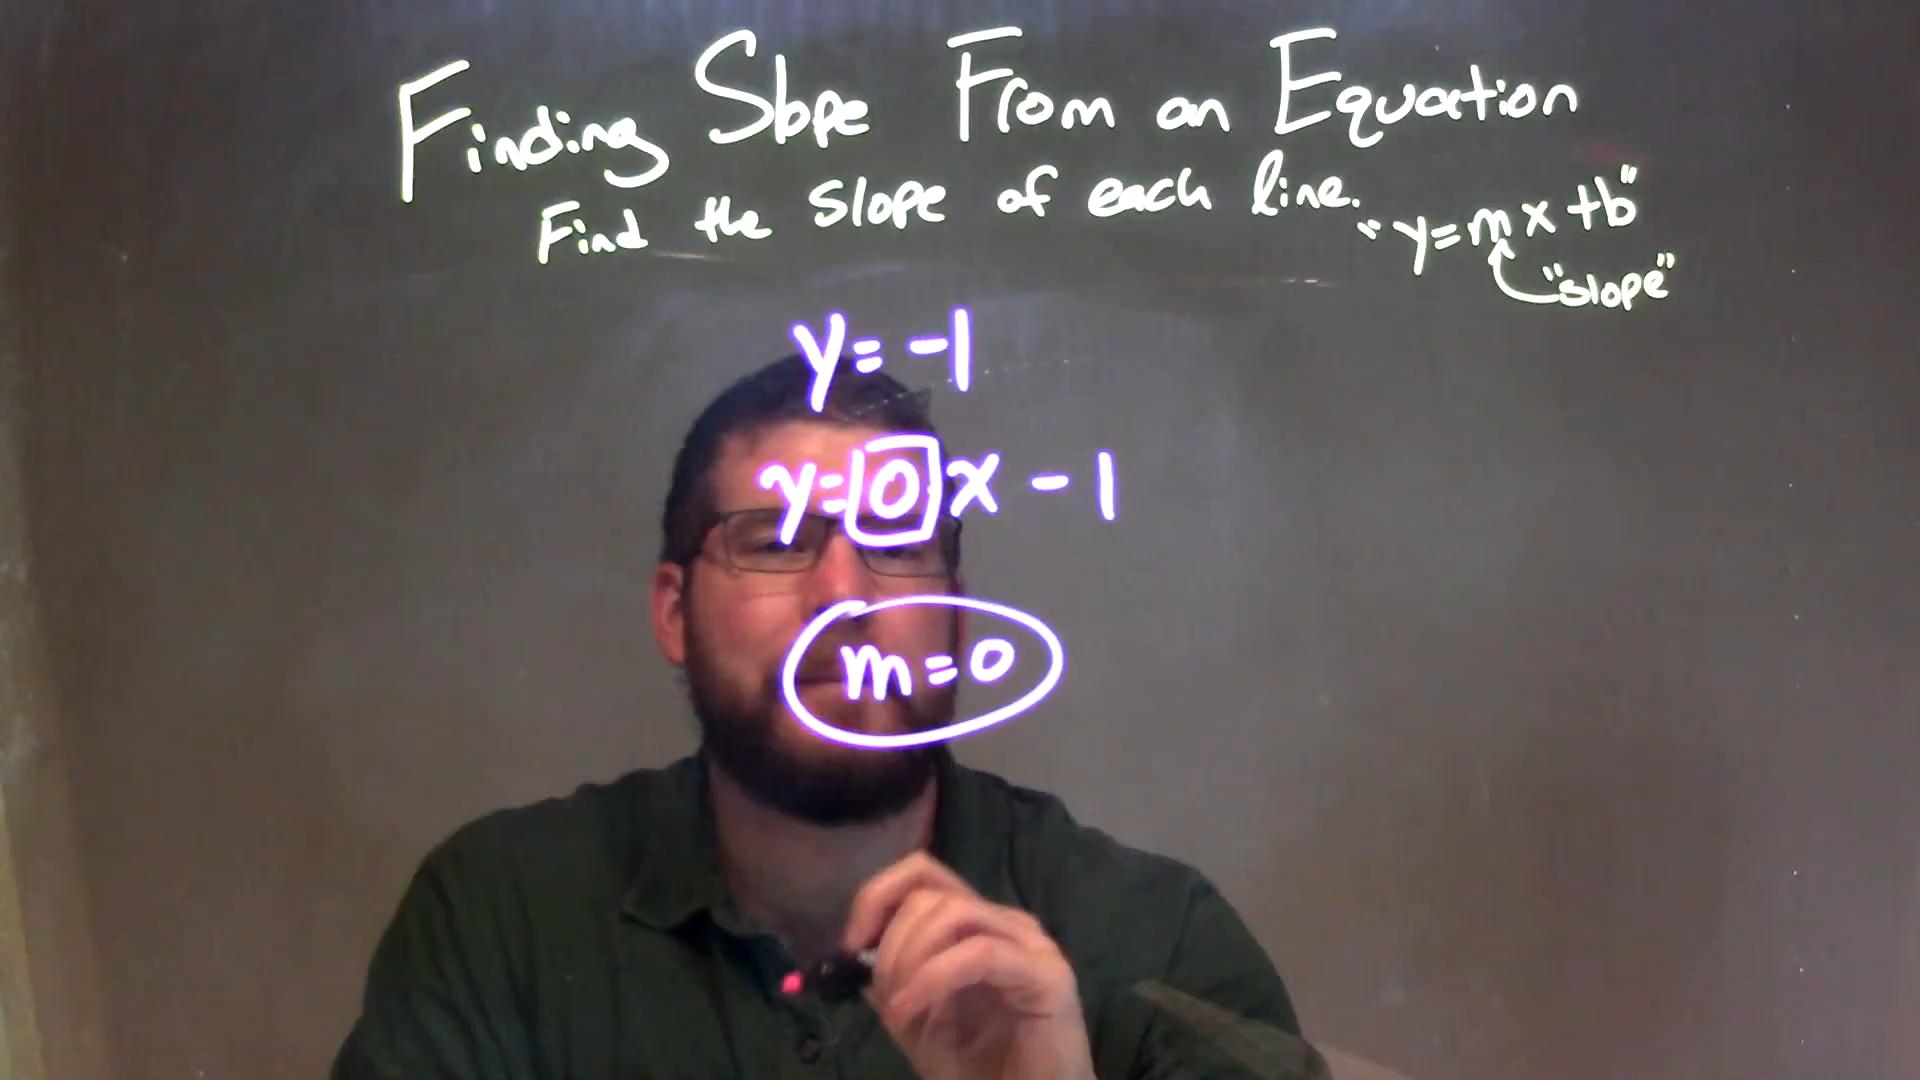 Finding Slope From an Equation
Find the slope of each line.
"y=mx+b"
"slope"
y=-1
y=0x-1
m=0